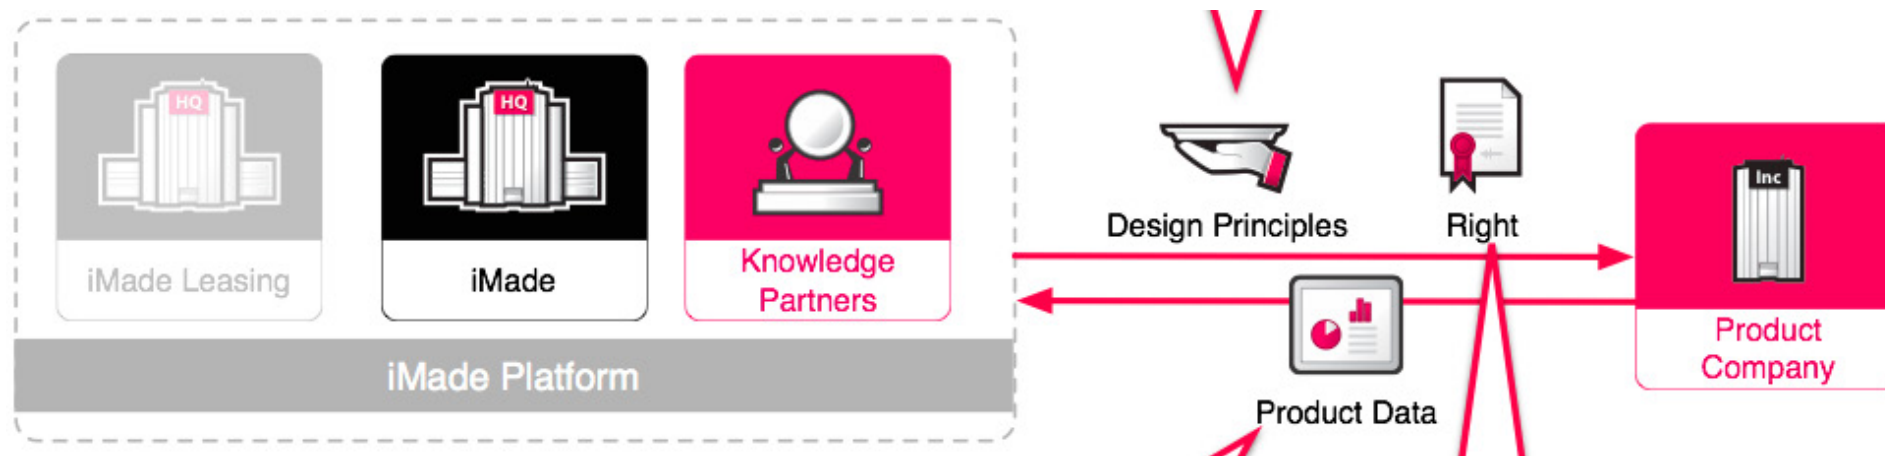 HQ
HQ
iMade Leasing
iMade
Knowledge
Partners
iMade Platform
Design Principles
Right
Product Data
Inc
Product
Company